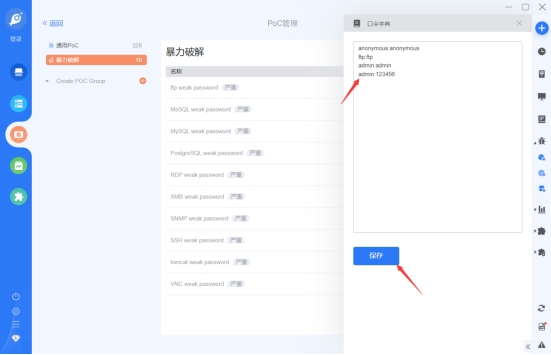 登录
« 返回
PoC管理
通用PoC 326
暴力破解 10
Create POC Group
暴力破解
名称
ftp weak password 严重
MsSQL weak password 严重
MySQL weak password 严重
PostgreSQL weak password 严重
RDP weak password 严重
SMB weak password 严重
SNMP weak password 严重
SSH weak password 严重
tomcat weak password 严重
VNC weak password 严重
口令字典
anonymous:anonymous
ftp:ftp
admin:admin
admin:123456
保存